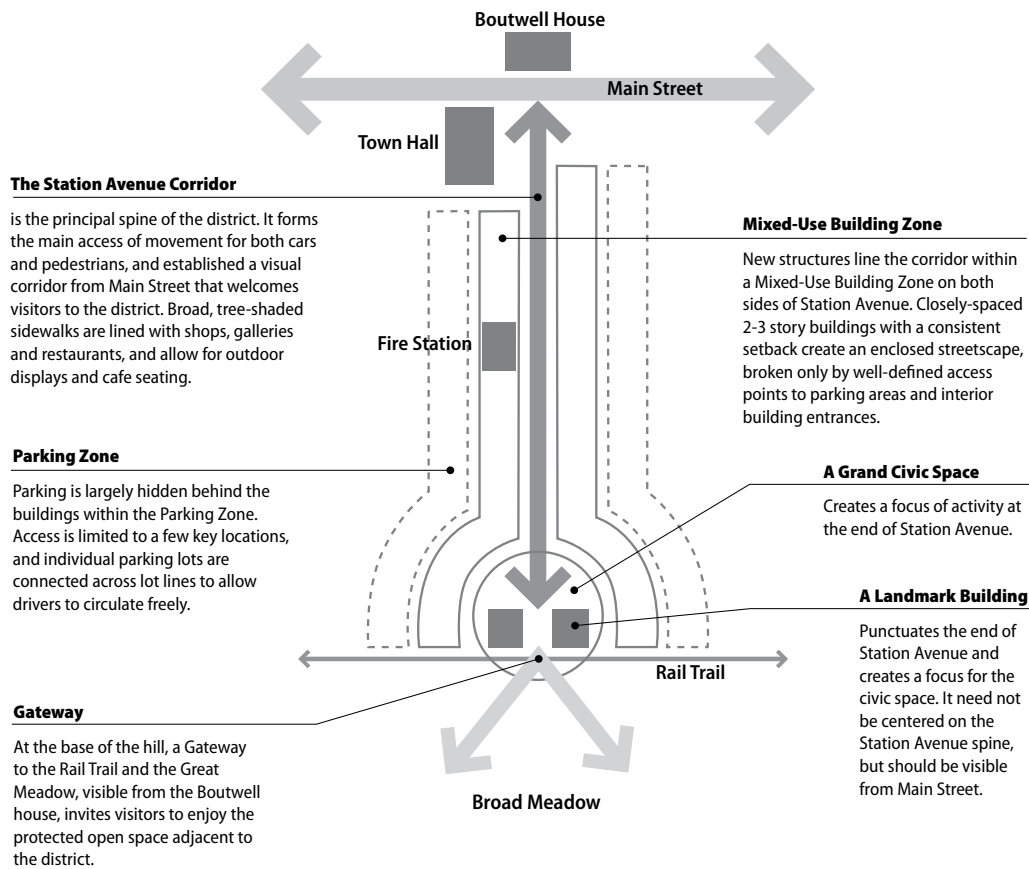 Boutwell House
Main Street
Town Hall
The Station Avenue Corridor
is the principal spine of the district. It forms
the main access of movement for both cars
and pedestrians, and established a visual
corridor from Main Street that welcomes
visitors to the district. Broad, tree-shaded
sidewalks are lined with shops, galleries
and restaurants, and allow for outdoor
displays and cafe seating.
Mixed-Use Building Zone
New structures line the corridor within
a Mixed-Use Building Zone on both
sides of Station Avenue. Closely-spaced
2-3 story buildings with a consistent
setback create an enclosed streetscape,
broken only by well-defined access
points to parking areas and interior
building entrances.
Fire Station
Parking Zone
Parking is largely hidden behind the
buildings within the Parking Zone.
Access is limited to a few key locations,
and individual parking lots are
connected across lot lines to allow
drivers to circulate freely.
A Grand Civic Space
Creates a focus of activity at
the end of Station Avenue.
A Landmark Building
Punctuates the end of
Station Avenue and
creates a focus for the
civic space. It need not
be centered on the
Station Avenue spine,
but should be visible
from Main Street.
Rail Trail
Gateway
At the base of the hill, a Gateway
to the Rail Trail and the Great
Meadow, visible from the Boutwell
house, invites visitors to enjoy the
protected open space adjacent to
the district.
Broad Meadow